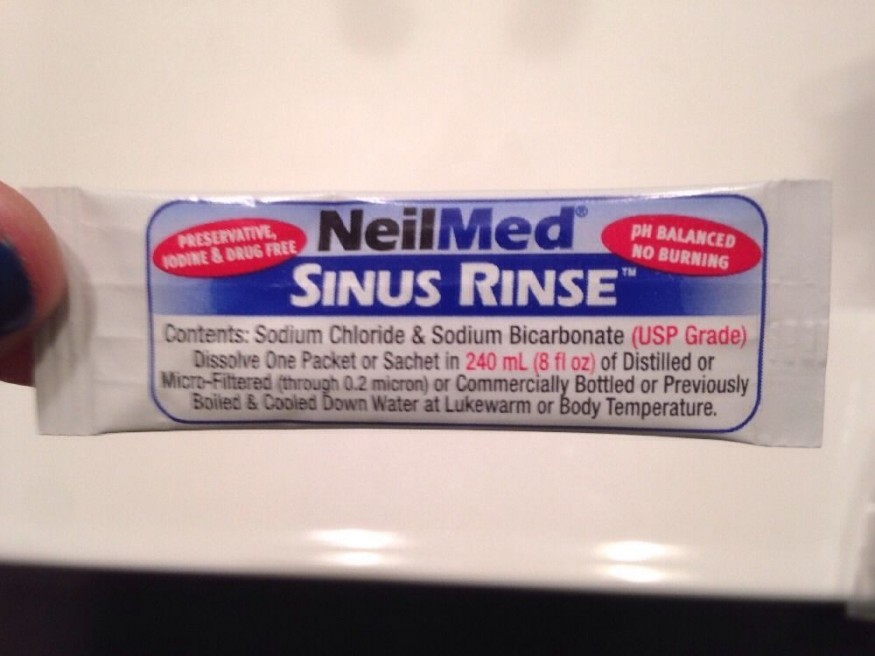 PRESERVATIVE,
IODINE & DRUG FREE
NeilMed®
PH BALANCED
NO BURNING
SINUS RINSE™
Contents: Sodium Chloride & Sodium Bicarbonate (USP Grade)
Dissolve One Packet or Sachet in 240 mL (8 fl oz) of Distilled or
Micro-Filtered (through 0.2 micron) or Commercially Bottled or Previously
Boiled & Cooled Down Water at Lukewarm or Body Temperature.